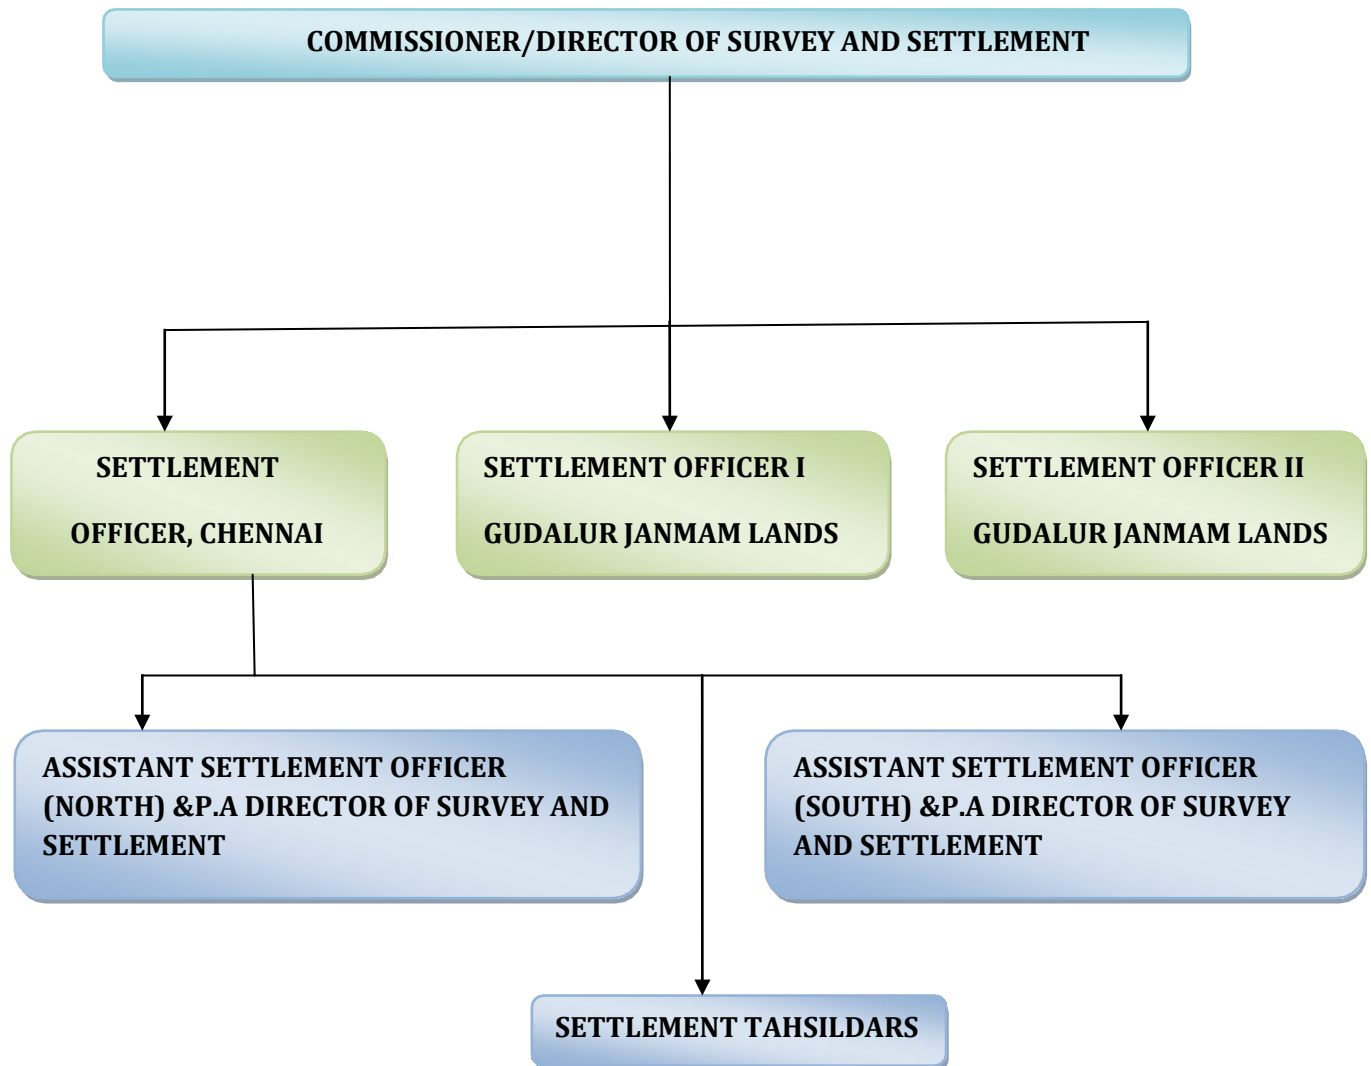 COMMISSIONER/DIRECTOR OF SURVEY AND SETTLEMENT
SETTLEMENT
OFFICER, CHENNAI
SETTLEMENT OFFICER I
GUDALUR JANMAM LANDS
SETTLEMENT OFFICER II
GUDALUR JANMAM LANDS
ASSISTANT SETTLEMENT OFFICER
(NORTH) &P.A DIRECTOR OF SURVEY AND
SETTLEMENT
ASSISTANT SETTLEMENT OFFICER
(SOUTH) &P.A DIRECTOR OF SURVEY
AND SETTLEMENT
SETTLEMENT TAHSILDARS